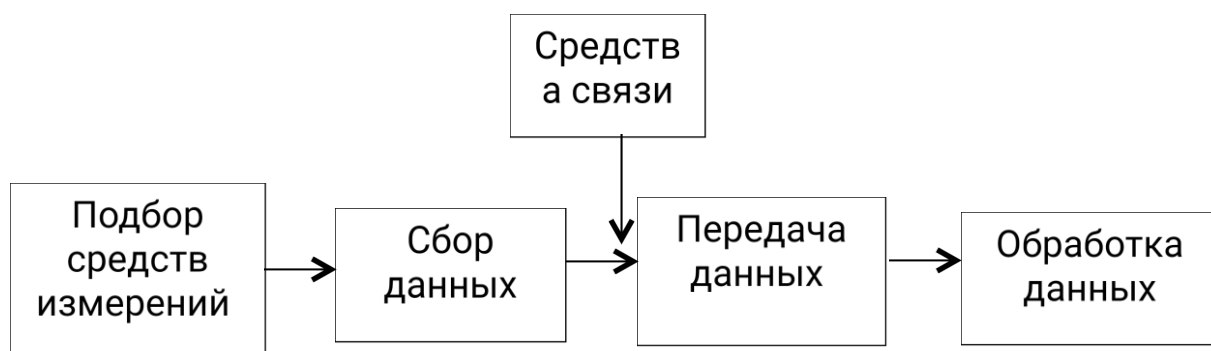 Средств
а связи
Подбор
средств
измерений
Сбор
данных
Передача
данных
Обработка
данных